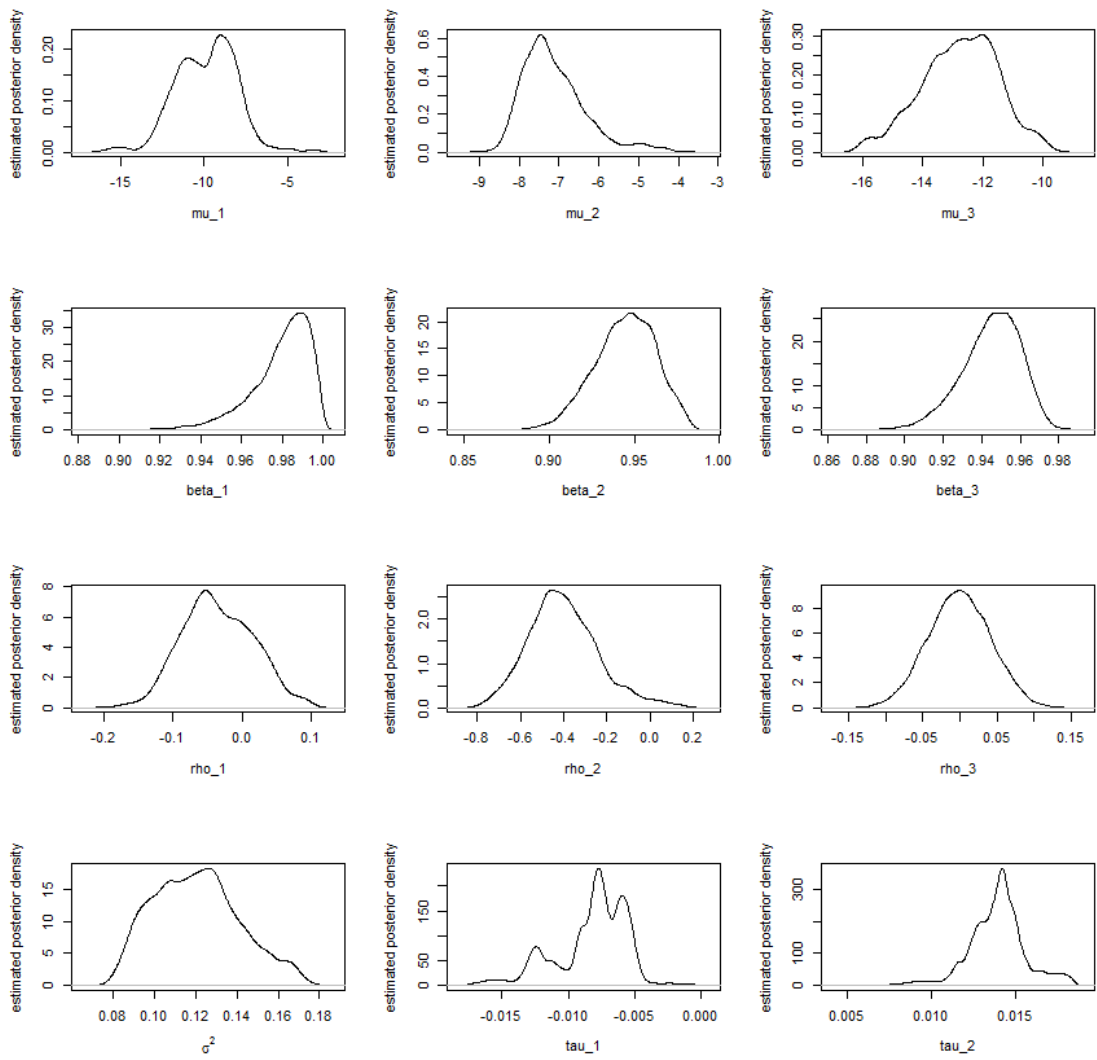 estimated posterior density
0.00 0.10 0.20
-15 -10 -5
mu_1
estimated posterior density
0.0 0.2 0.4 0.6
-9 -8 -7 -6 -5 -4 -3
mu_2
estimated posterior density
0.00 0.10 0.20 0.30
-16 -14 -12 -10
mu_3
estimated posterior density
0 10 20 30
0.88 0.90 0.92 0.94 0.96 0.98 1.00
beta_1
estimated posterior density
0 5 10 15 20
0.85 0.90 0.95 1.00
beta_2
estimated posterior density
0 5 10 20
0.86 0.88 0.90 0.92 0.94 0.96 0.98
beta_3
estimated posterior density
0 2 4 6 8
-0.2 -0.1 0.0 0.1
rho_1
estimated posterior density
0.0 1.0 2.0
-0.8 -0.6 -0.4 -0.2 0.0 0.2
rho_2
estimated posterior density
0 2 4 6 8
-0.15 -0.05 0.05 0.15
rho_3
estimated posterior density
0 5 10 15
0.08 0.10 0.12 0.14 0.16 0.18
σ²
estimated posterior density
0 50 150
-0.015 -0.010 -0.005 0.000
tau_1
estimated posterior density
0 100 300
0.005 0.010 0.015
tau_2